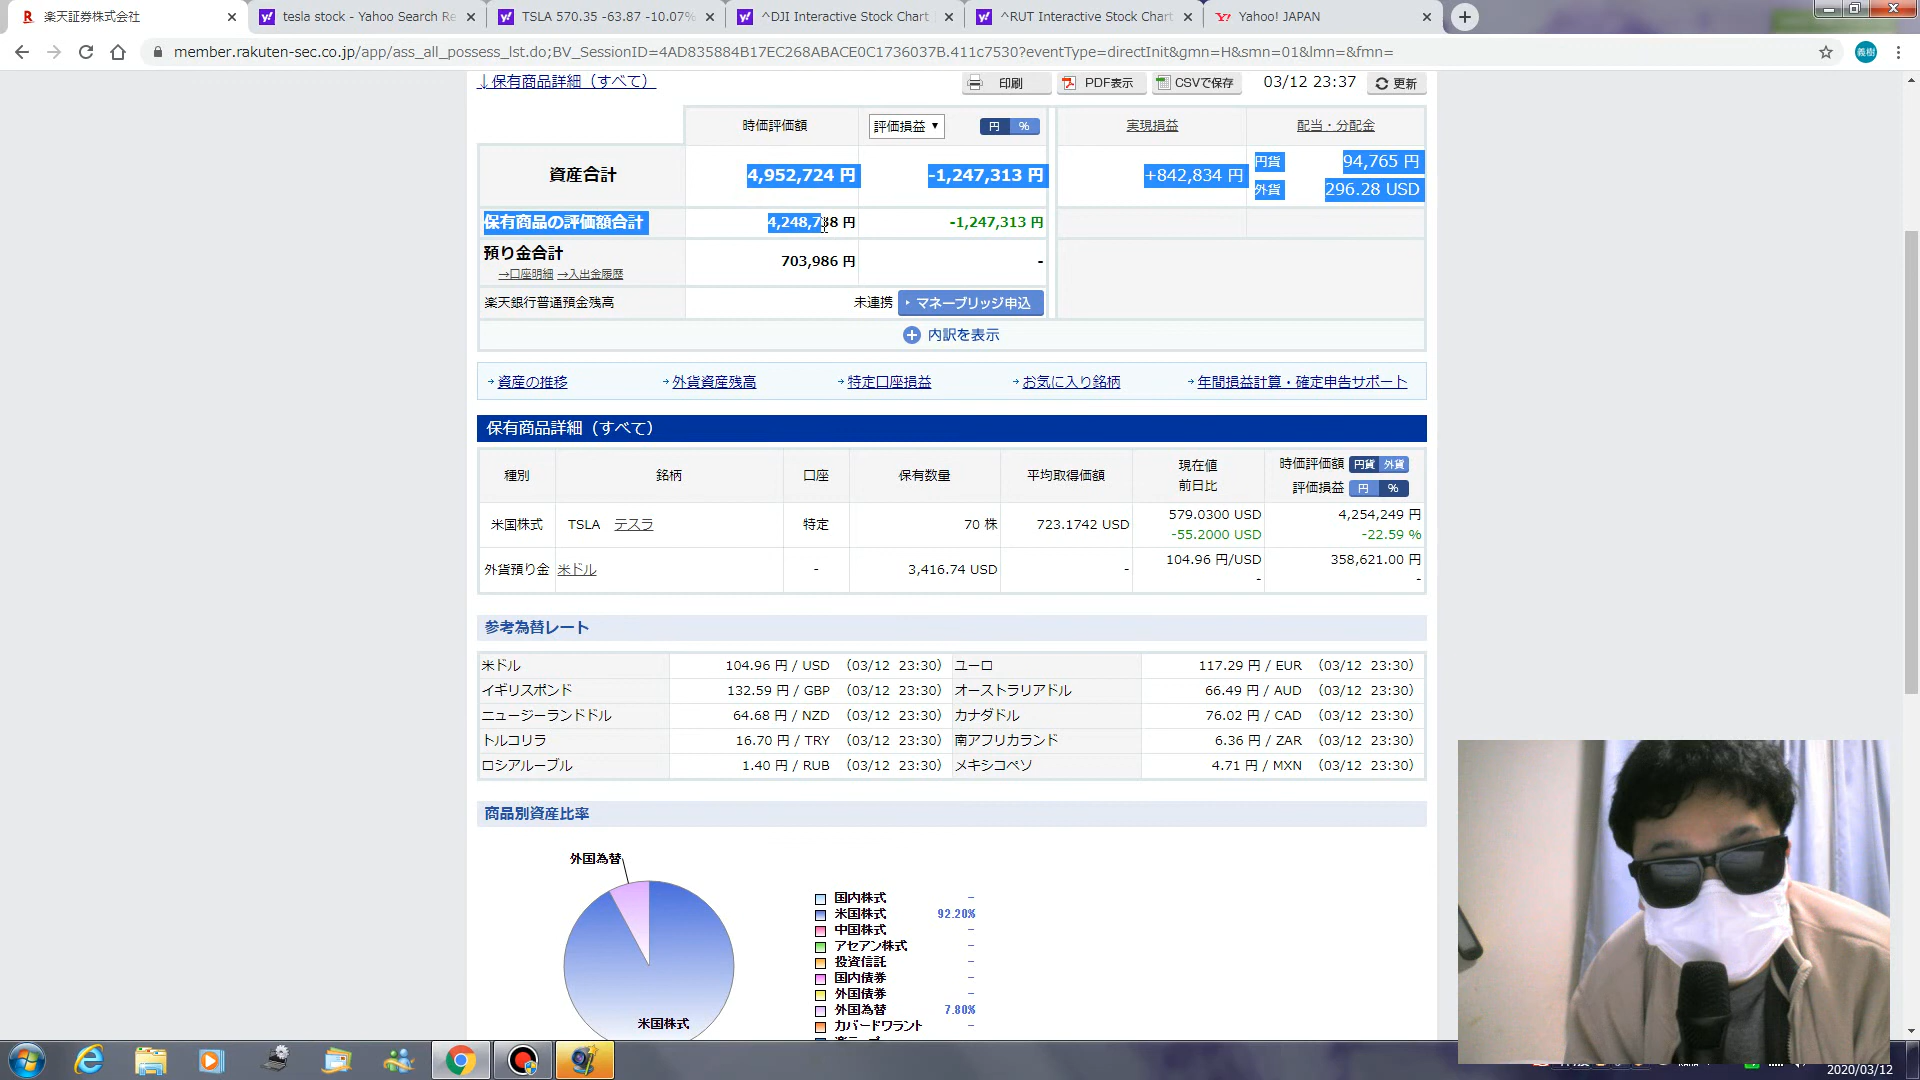 楽天証券株式会社
tesla stock - Yahoo Search Re
TSLA 570.35 -63.87 -10.07%
^DJI Interactive Stock Chart
^RUT Interactive Stock Chart
Yahoo! JAPAN
member.rakuten-sec.co.jp/app/ass_all_possess_lst.do;BV_SessionID=4AD835884B17EC268ABACE0C1736037B.411c7530?eventType=directInit&gmn=H&smn=01&lmn=&fmn=
義樹
↓保有商品詳細（すべて）
印刷 PDF表示 CSVで保存 03/12 23:37 更新
時価評価額 評価損益 円 % 実現損益 配当・分配金
資産合計 4,952,724 円 -1,247,313 円 +842,834 円 円貨 94,765 円
外貨 296.28 USD
保有商品の評価額合計 4,248,738 円 -1,247,313 円
預り金合計 703,986 円 -
→口座明細 →入出金履歴
楽天銀行普通預金残高 未連携 マネーブリッジ申込
内訳を表示
資産の推移 外貨資産残高 特定口座損益 お気に入り銘柄 年間損益計算・確定申告サポート
保有商品詳細（すべて）
種別 銘柄 口座 保有数量 平均取得価額 現在値 前日比 時価評価額 円貨 外貨 評価損益 円 %
米国株式 TSLA テスラ 特定 70 株 723.1742 USD 579.0300 USD 4,254,249 円
-55.2000 USD -22.59 %
外貨預り金 米ドル - 3,416.74 USD - 104.96 円/USD 358,621.00 円
- -
参考為替レート
米ドル 104.96 円 / USD （03/12 23:30） ユーロ 117.29 円 / EUR （03/12 23:30）
イギリスポンド 132.59 円 / GBP （03/12 23:30） オーストラリアドル 66.49 円 / AUD （03/12 23:30）
ニュージーランドドル 64.68 円 / NZD （03/12 23:30） カナダドル 76.02 円 / CAD （03/12 23:30）
トルコリラ 16.70 円 / TRY （03/12 23:30） 南アフリカランド 6.36 円 / ZAR （03/12 23:30）
ロシアルーブル 1.40 円 / RUB （03/12 23:30） メキシコペソ 4.71 円 / MXN （03/12 23:30）
商品別資産比率
外国為替
米国株式
国内株式 -
米国株式 92.20%
中国株式 -
アセアン株式 -
投資信託 -
国内債券 -
外国債券 -
外国為替 7.80%
カバードワラント -
2020/03/12